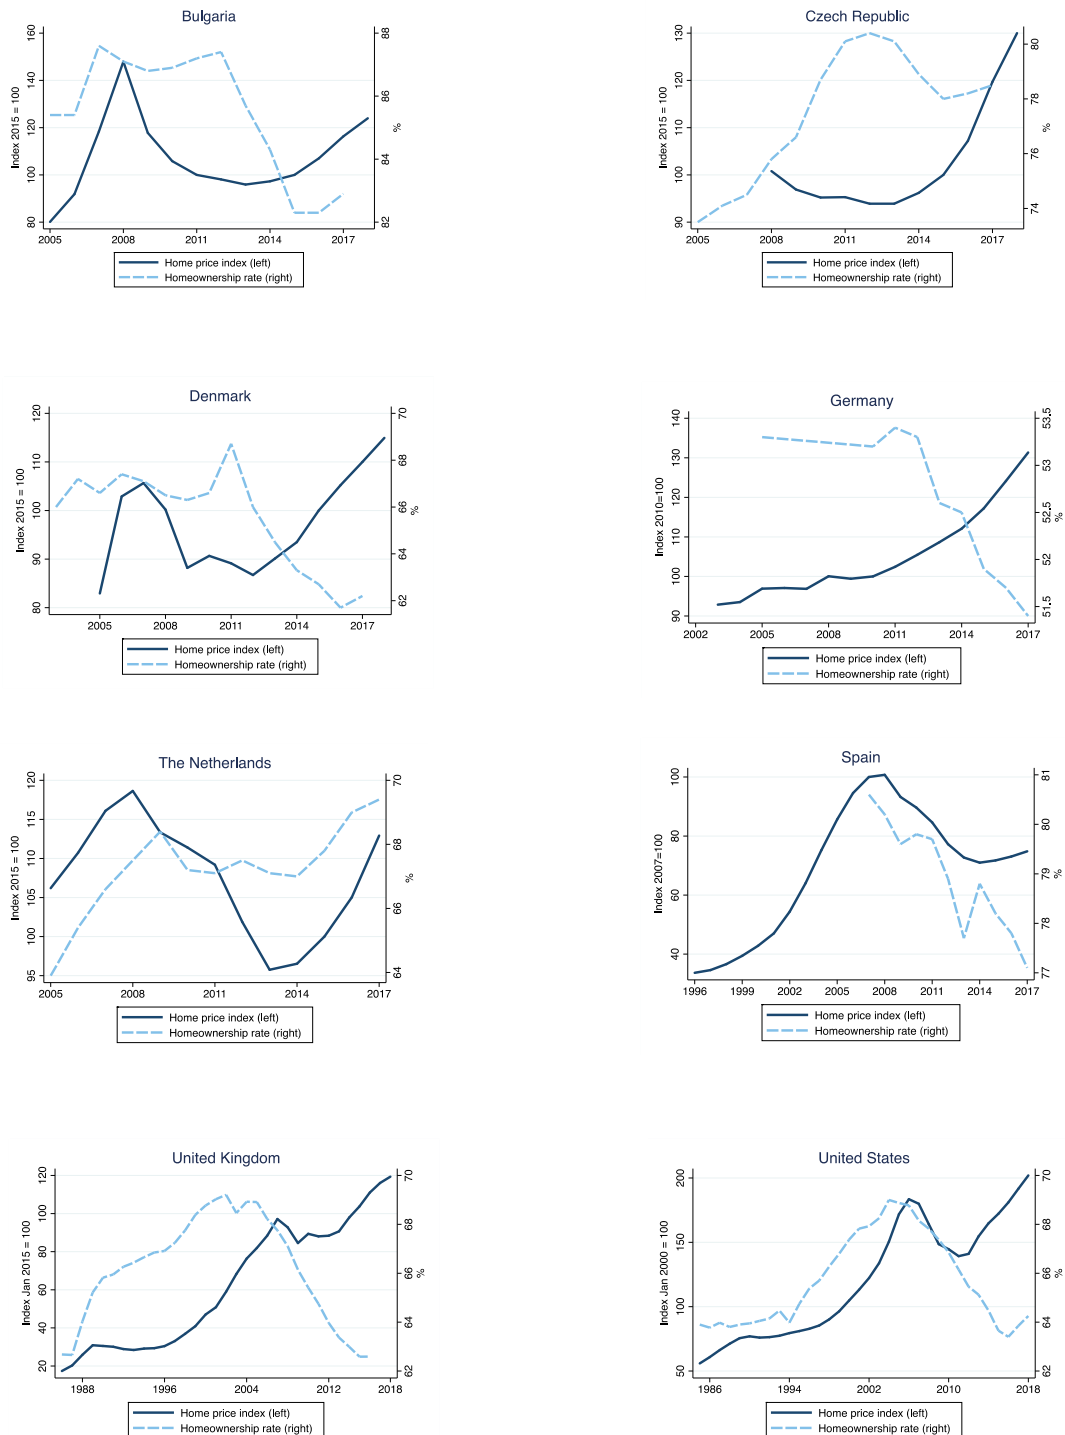 Bulgaria
160
140
120
100
80
Index 2015 = 100
88
86
84
82
%
2005 2008 2011 2014 2017
Home price index (left)
Homeownership rate (right)
Czech Republic
130
120
110
100
90
Index 2015 = 100
80
78
76
74
%
2005 2008 2011 2014 2017
Home price index (left)
Homeownership rate (right)
Denmark
120
110
100
90
80
Index 2015 = 100
70
68
66
64
62
%
2005 2008 2011 2014 2017
Home price index (left)
Homeownership rate (right)
Germany
140
130
120
110
100
90
Index 2010=100
53.5
53
52.5
52
51.5
%
2002 2005 2008 2011 2014 2017
Home price index (left)
Homeownership rate (right)
The Netherlands
120
115
110
105
100
95
Index 2015 = 100
70
68
66
64
%
2005 2008 2011 2014 2017
Home price index (left)
Homeownership rate (right)
Spain
100
80
60
40
Index 2007=100
81
80
79
78
77
%
1996 1999 2002 2005 2008 2011 2014 2017
Home price index (left)
Homeownership rate (right)
United Kingdom
120
100
80
60
40
20
Index Jan 2015 = 100
70
68
66
64
62
%
1988 1996 2004 2012 2018
Home price index (left)
Homeownership rate (right)
United States
200
150
100
50
Index Jan 2000 = 100
70
68
66
64
62
%
1986 1994 2002 2010 2018
Home price index (left)
Homeownership rate (right)